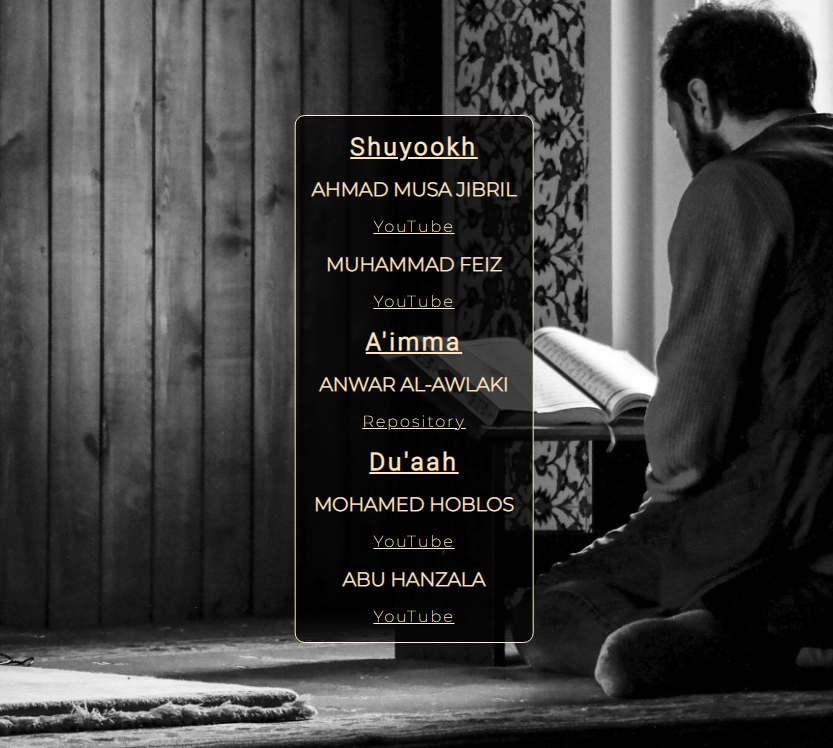 Shuyookh
AHMAD MUSA JIBRIL
YouTube
MUHAMMAD FEIZ
YouTube
A'imma
ANWAR AL-AWLAKI
Repository
Du'aah
MOHAMED HOBLOS
YouTube
ABU HANZALA
YouTube